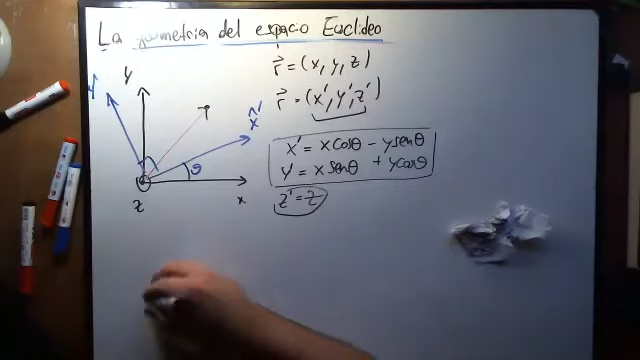 La geometria del espacio Euclideo
r⃗ = (x, y, z)
r⃗ = (x', y', z')
x' = x cosθ - y senθ
y' = x senθ + y cosθ
z' = z
y'
y
x̂'
θ
z
x